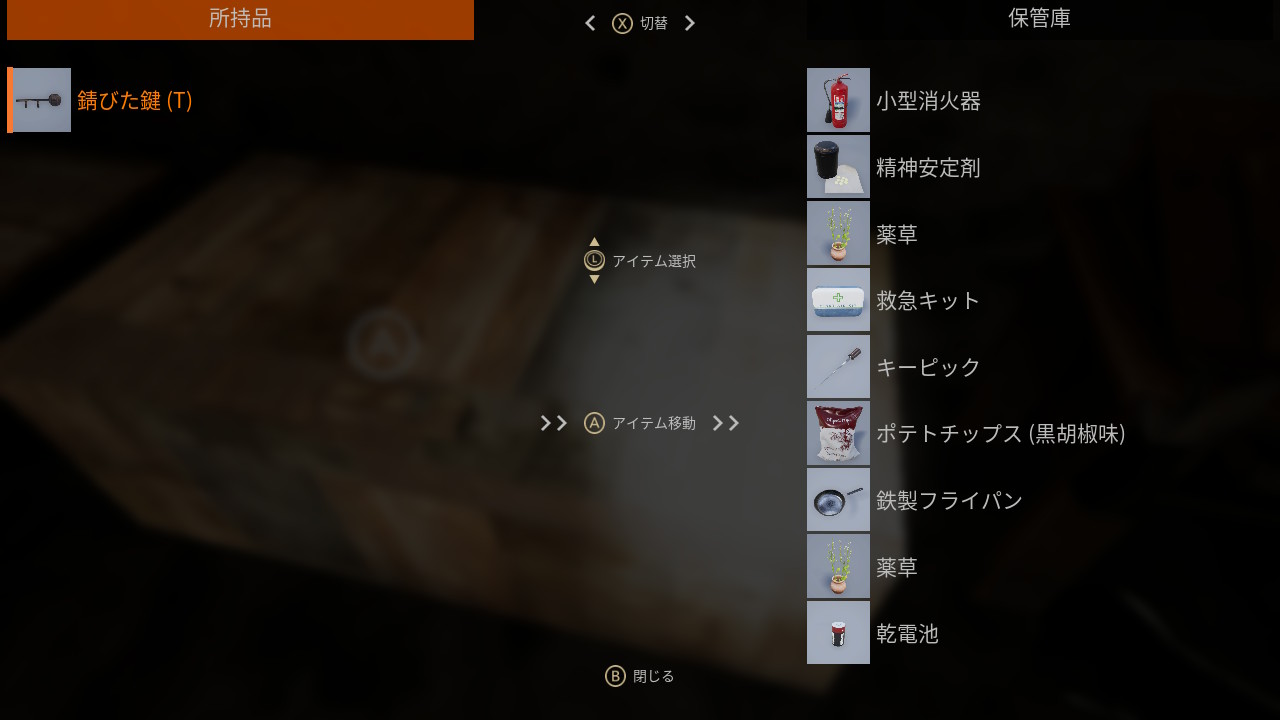 所持品
X 切替
保管庫
錆びた鍵 (T)
小型消火器
精神安定剤
薬草
L アイテム選択
救急キット
キーピック
A アイテム移動
ポテトチップス (黒胡椒味)
鉄製フライパン
薬草
乾電池
B 閉じる